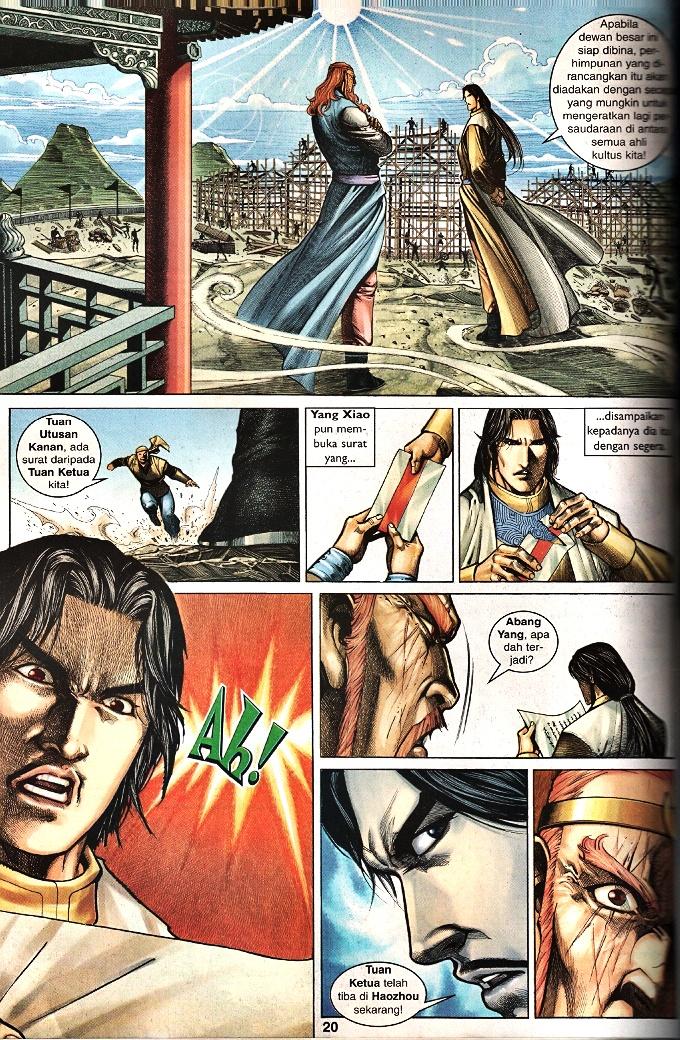 Apabila
dewan besar ini
siap dibina, per-
himpunan yang di-
rancangkan itu akan
diadakan dengan
yang mungkin untuk
mengeratkan lagi per-
saudaraan di antara
semua ahli
kultus kita!
Tuan
Utusan
Kanan, ada
surat daripada
Tuan Ketua
kita!
Yang Xiao
pun mem-
buka surat
yang...
...disampaikan
kepadanya dia itu
dengan segera.
Ah!
Abang
Yang, apa
dah ter-
jadi?
Tuan
Ketua telah
tiba di Haozhou
sekarang!
20